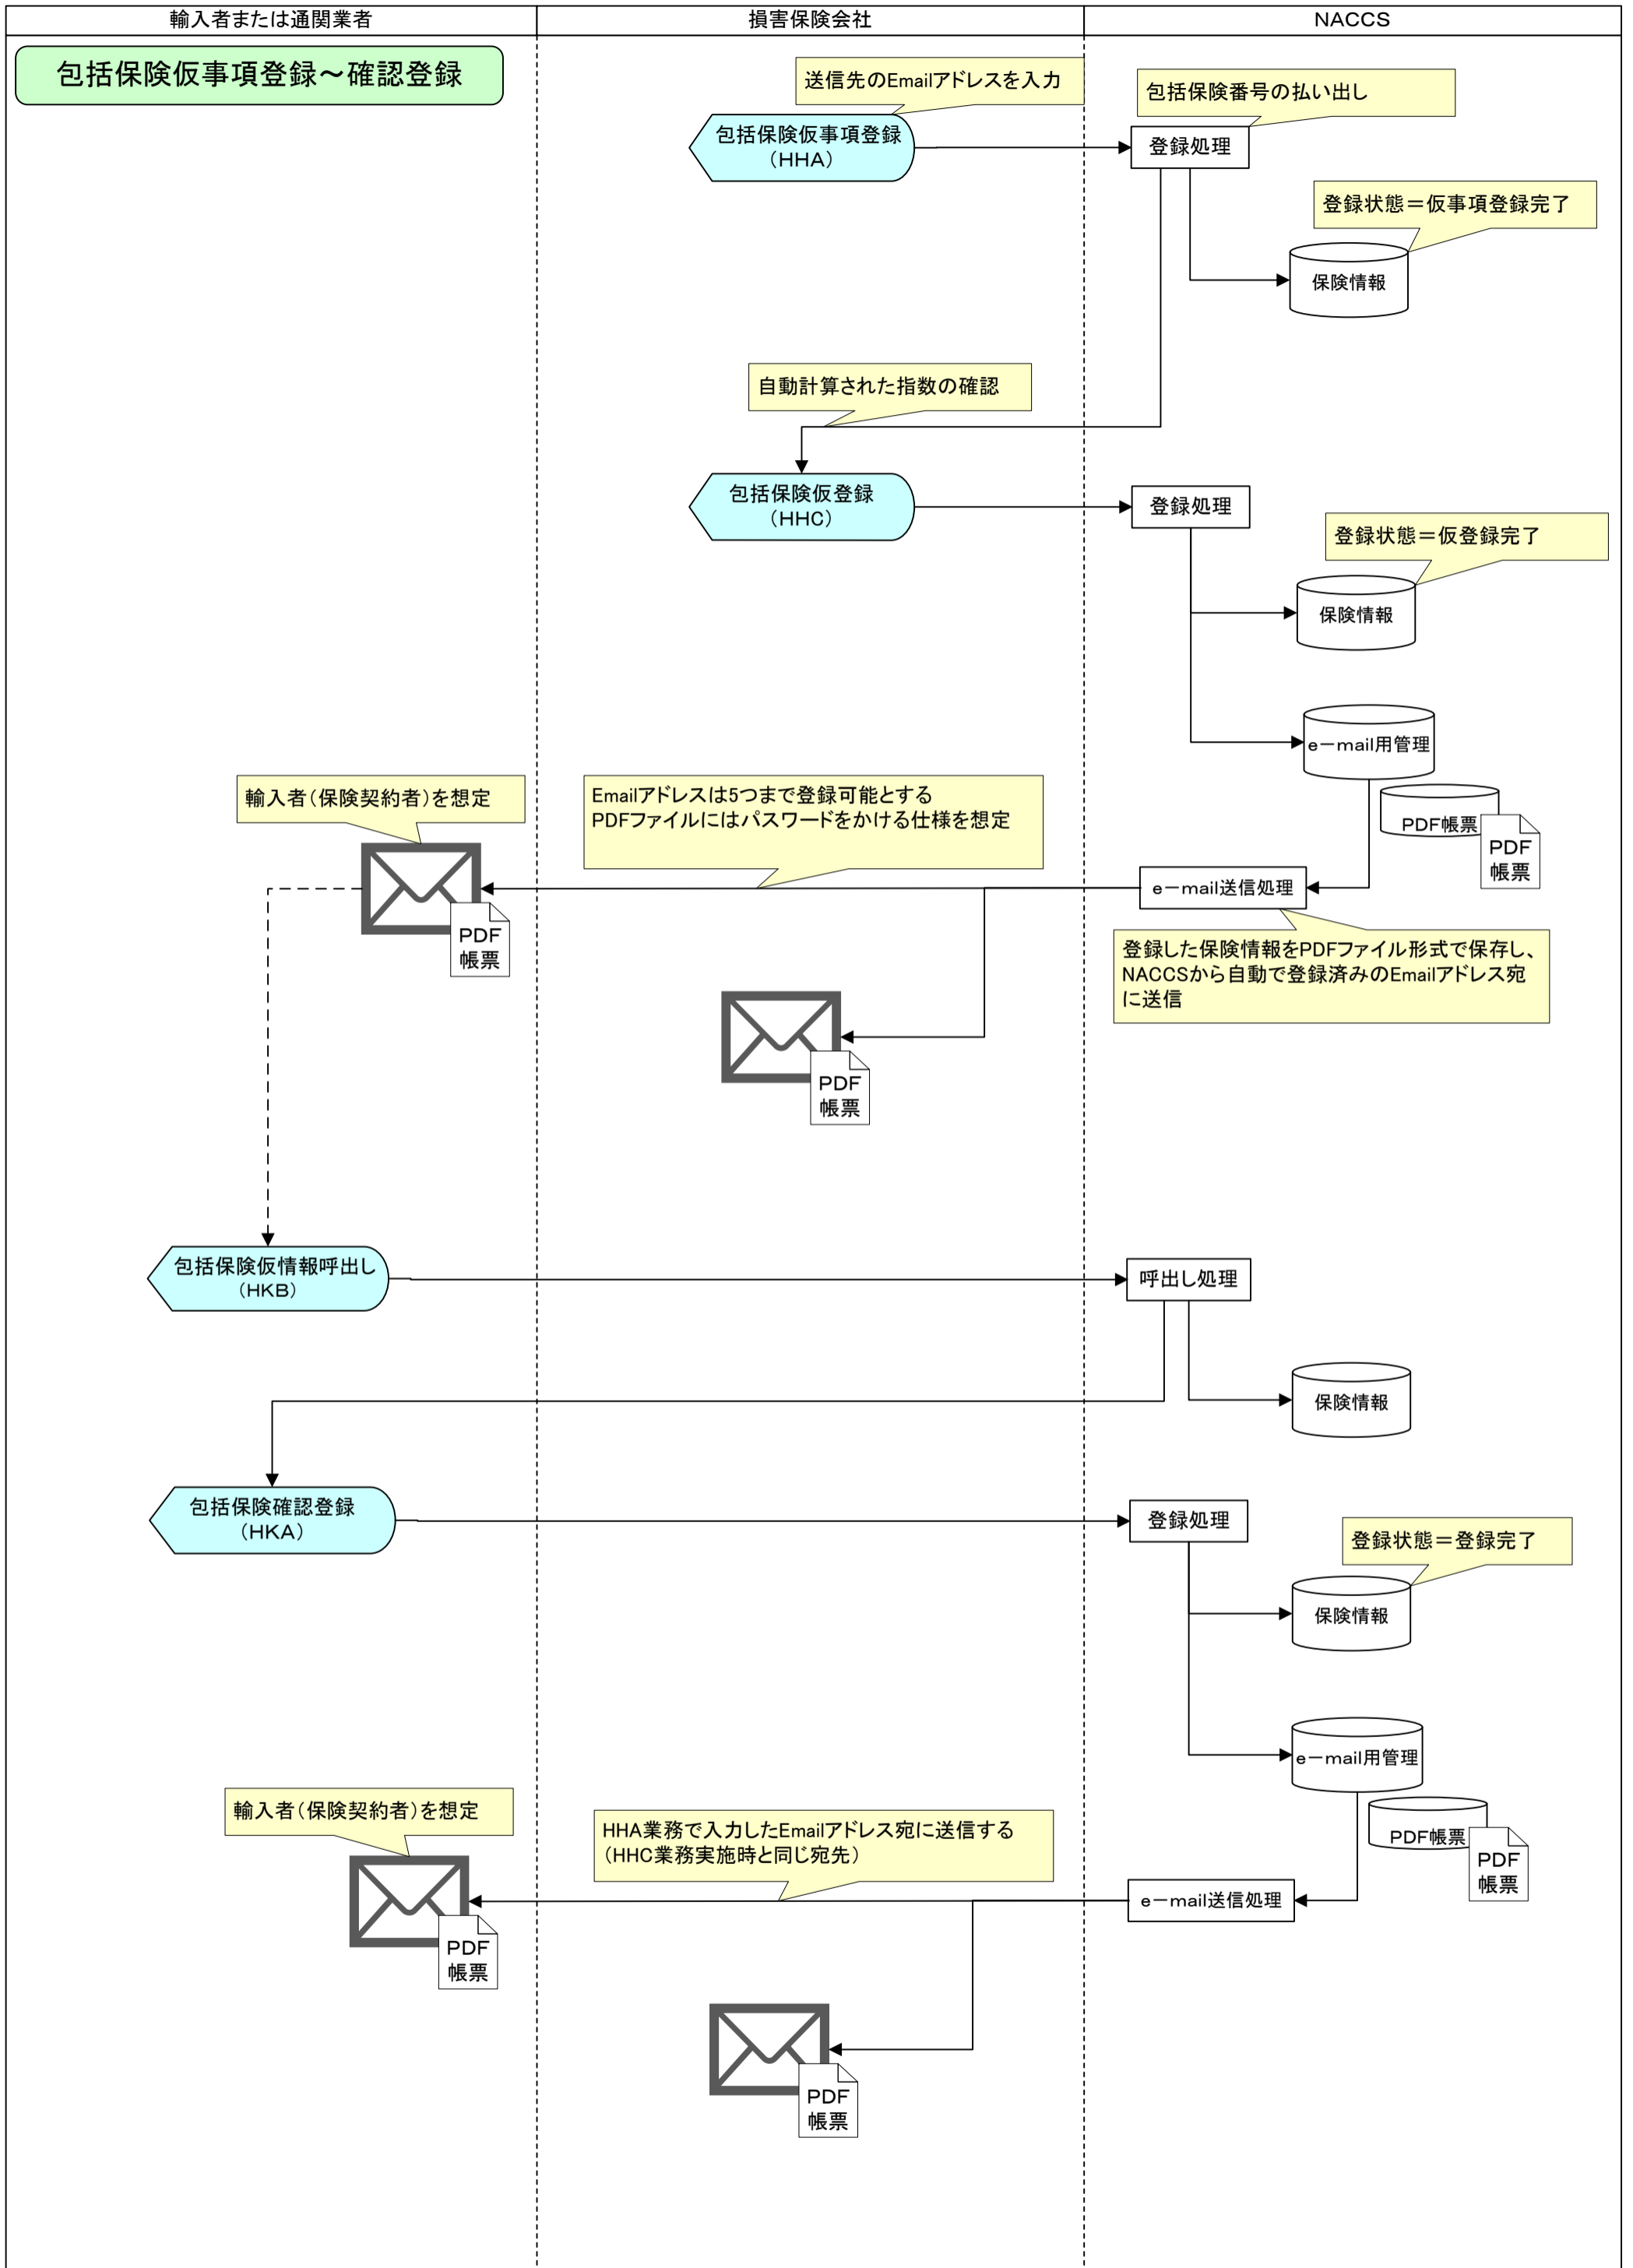 輸入者または通関業者
損害保険会社
NACCS
包括保険仮事項登録～確認登録
送信先のEmailアドレスを入力
包括保険番号の払い出し
包括保険仮事項登録
（HHA）
登録処理
登録状態＝仮事項登録完了
保険情報
自動計算された指数の確認
包括保険仮登録
（HHC）
登録処理
登録状態＝仮登録完了
保険情報
e－mail用管理
輸入者（保険契約者）を想定
Emailアドレスは5つまで登録可能とする
PDFファイルにはパスワードをかける仕様を想定
PDF帳票
PDF
帳票
e－mail送信処理
PDF
帳票
登録した保険情報をPDFファイル形式で保存し、
NACCSから自動で登録済みのEmailアドレス宛
に送信
PDF
帳票
包括保険仮情報呼出し
（HKB）
呼出し処理
保険情報
包括保険確認登録
（HKA）
登録処理
登録状態＝登録完了
保険情報
e－mail用管理
輸入者（保険契約者）を想定
HHA業務で入力したEmailアドレス宛に送信する
（HHC業務実施時と同じ宛先）
PDF帳票
PDF
帳票
e－mail送信処理
PDF
帳票
PDF
帳票